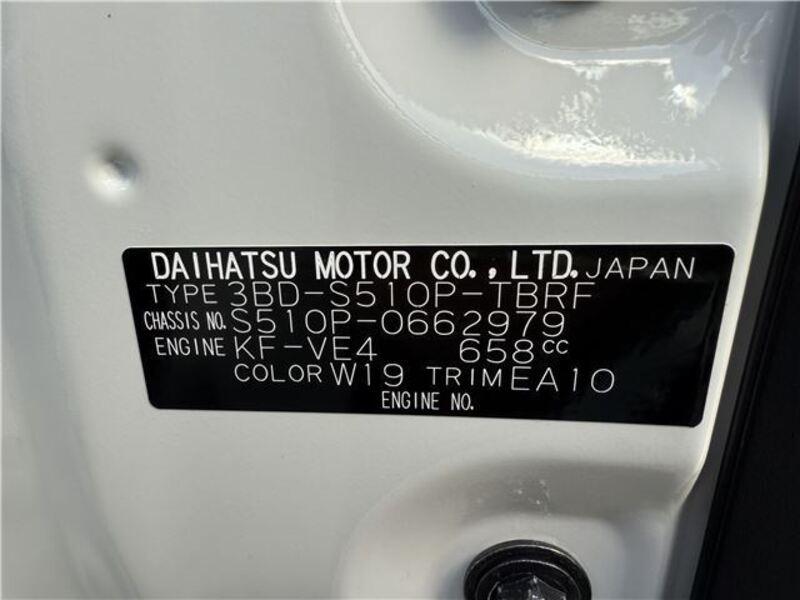 DAIHATSU MOTOR CO.,LTD. JAPAN
TYPE 3BD-S510P-TBRF
CHASSIS NO. S510P-0662979
ENGINE KF-VE4 658cc
COLOR W19 TRIM EA10
ENGINE NO.